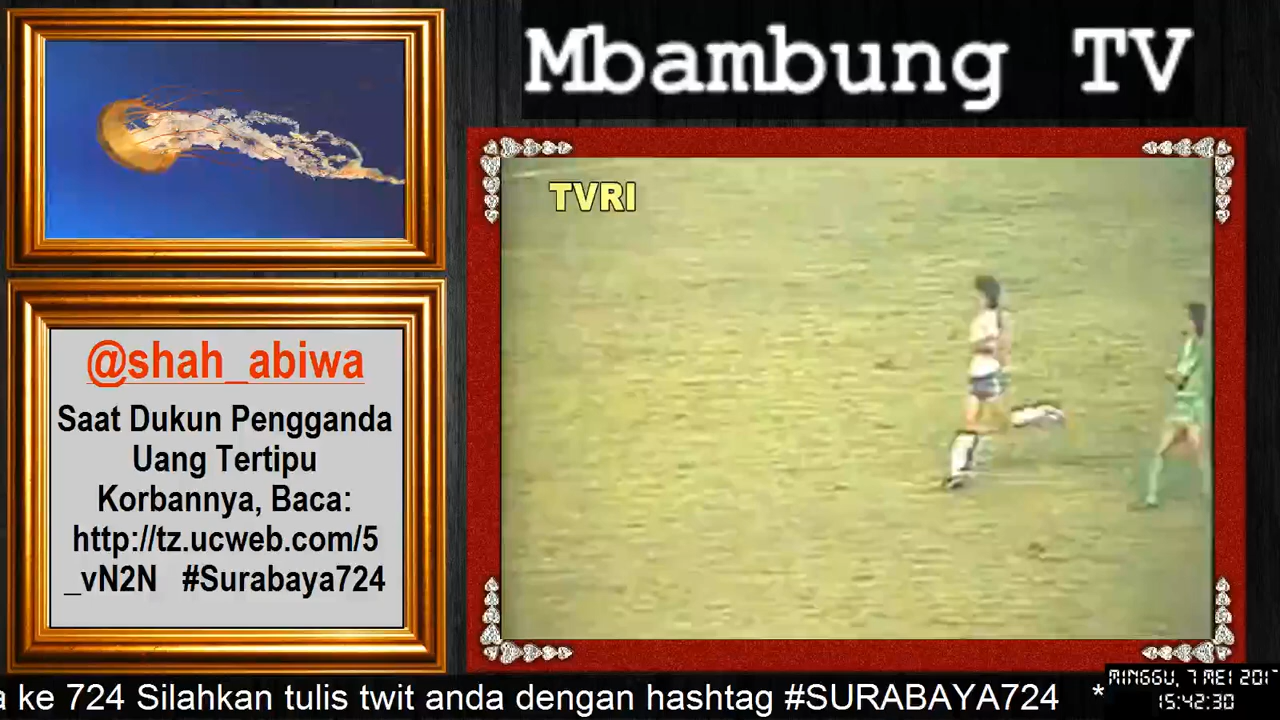 Mbambung TV
TVRI
@shah_abiwa
Saat Dukun Pengganda
Uang Tertipu
Korbannya, Baca:
http://tz.ucweb.com/5
_vN2N #Surabaya724
MINGGU, 7 MEI 2017
15:42:30
a ke 724 Silahkan tulis twit anda dengan hashtag #SURABAYA724 *